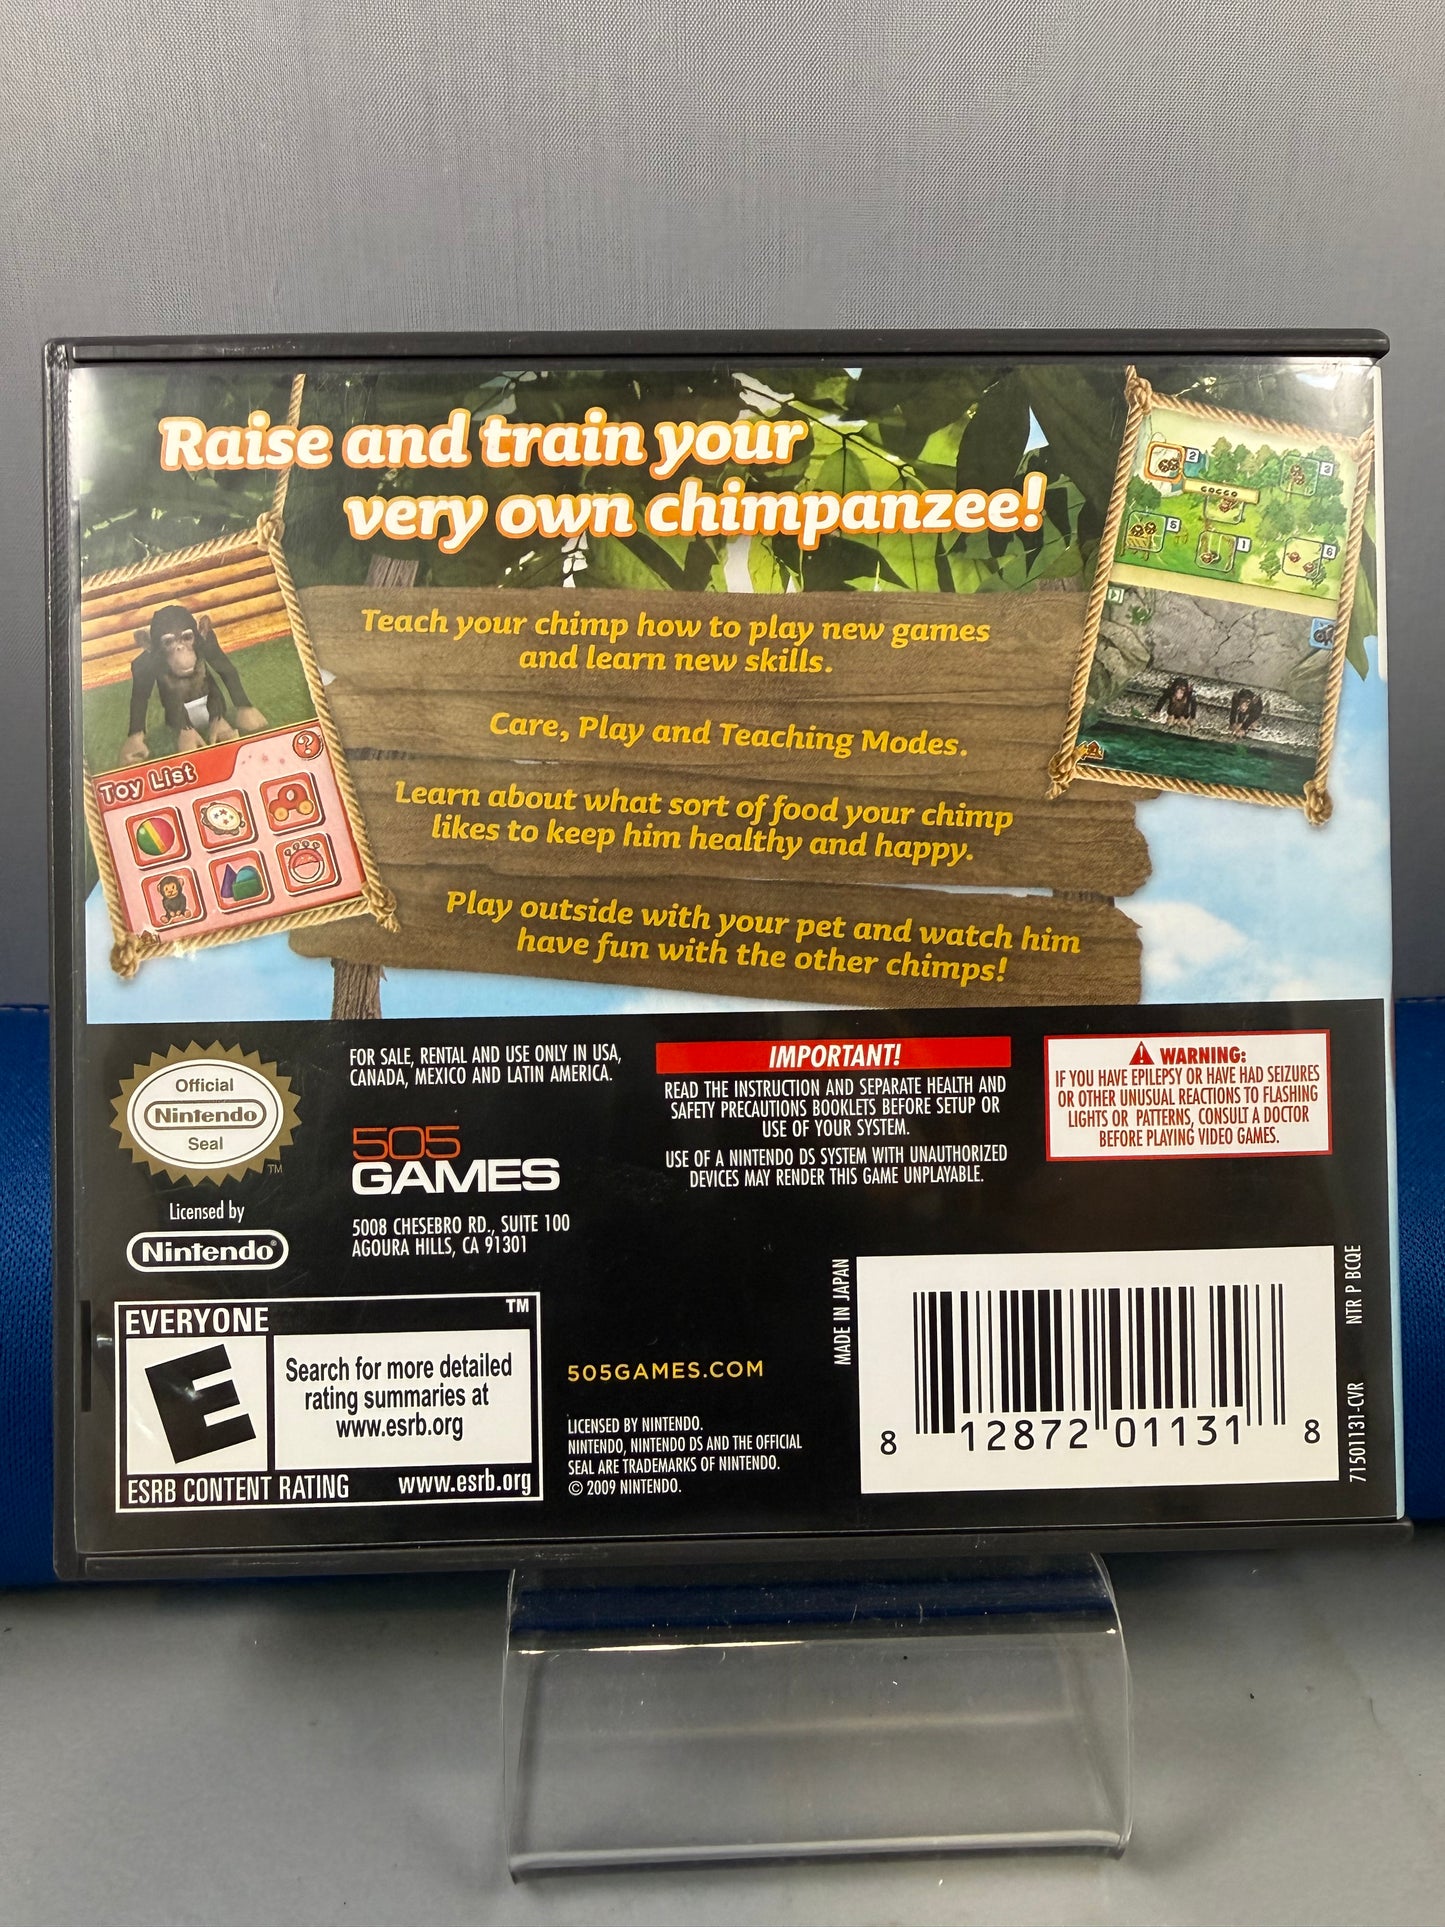 Raise and train your
very own chimpanzee!
Teach your chimp how to play new games
and learn new skills.
Care, Play and Teaching Modes.
Learn about what sort of food your chimp
likes to keep him healthy and happy.
Play outside with your pet and watch him
have fun with the other chimps!
Toy List
?
2
3
COCCO
5
1
6
Official
Nintendo
Seal
TM
Licensed by
Nintendo®
FOR SALE, RENTAL AND USE ONLY IN USA,
CANADA, MEXICO AND LATIN AMERICA.
505
GAMES
5008 CHESEBRO RD., SUITE 100
AGOURA HILLS, CA 91301
IMPORTANT!
READ THE INSTRUCTION AND SEPARATE HEALTH AND
SAFETY PRECAUTIONS BOOKLETS BEFORE SETUP OR
USE OF YOUR SYSTEM.
USE OF A NINTENDO DS SYSTEM WITH UNAUTHORIZED
DEVICES MAY RENDER THIS GAME UNPLAYABLE.
WARNING:
IF YOU HAVE EPILEPSY OR HAVE HAD SEIZURES
OR OTHER UNUSUAL REACTIONS TO FLASHING
LIGHTS OR PATTERNS, CONSULT A DOCTOR
BEFORE PLAYING VIDEO GAMES.
EVERYONE
TM
E
Search for more detailed
rating summaries at
www.esrb.org
ESRB CONTENT RATING www.esrb.org
505GAMES.COM
LICENSED BY NINTENDO.
NINTENDO, NINTENDO DS AND THE OFFICIAL
SEAL ARE TRADEMARKS OF NINTENDO.
© 2009 NINTENDO.
MADE IN JAPAN
8 12872 01131 8
71501131-CVR NTR P BCQE